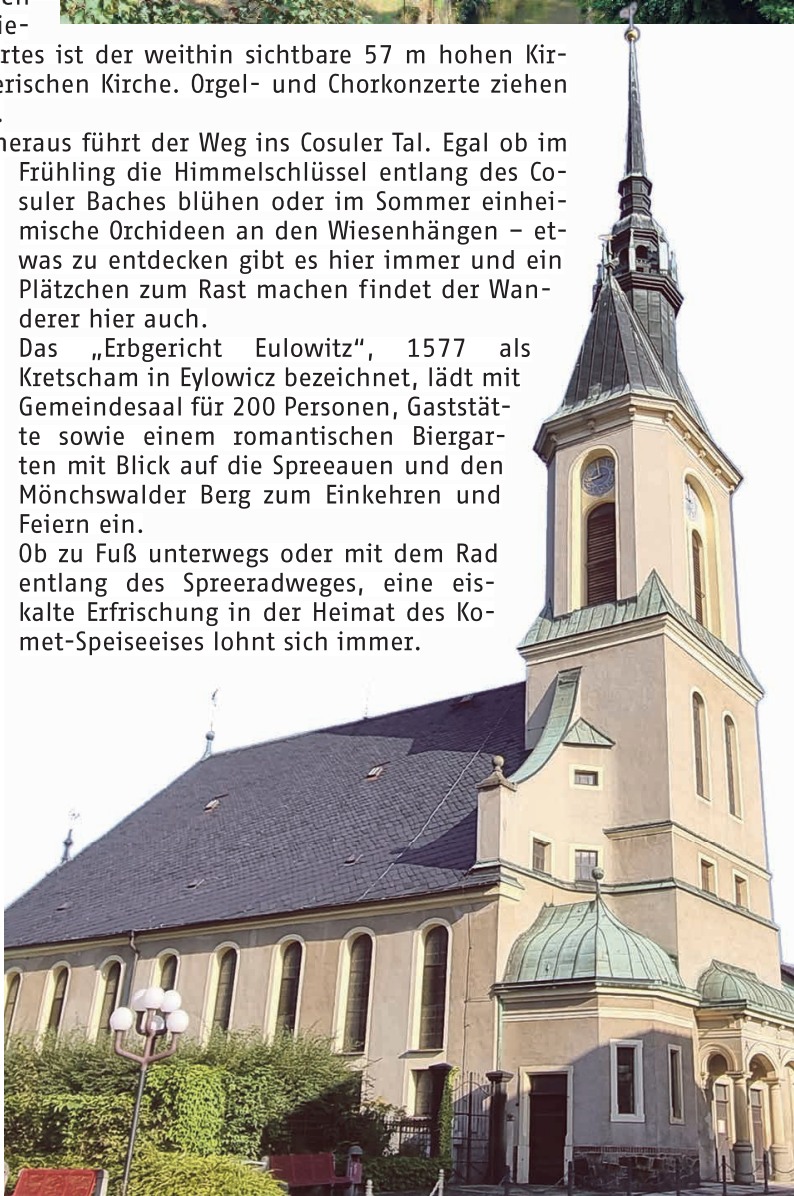 ie-
rtes ist der weithin sichtbare 57 m hohen Kir-
erischen Kirche. Orgel- und Chorkonzerte ziehen
.
heraus führt der Weg ins Cosuler Tal. Egal ob im
Frühling die Himmelschlüssel entlang des Co-
suler Baches blühen oder im Sommer einhei-
mische Orchideen an den Wiesenhängen – et-
was zu entdecken gibt es hier immer und ein
Plätzchen zum Rast machen findet der Wan-
derer hier auch.
Das „Erbgericht Eulowitz“, 1577 als
Kretscham in Eylowicz bezeichnet, lädt mit
Gemeindesaal für 200 Personen, Gaststät-
te sowie einem romantischen Biergar-
ten mit Blick auf die Spreeauen und den
Mönchswalder Berg zum Einkehren und
Feiern ein.
Ob zu Fuß unterwegs oder mit dem Rad
entlang des Spreeradweges, eine eis-
kalte Erfrischung in der Heimat des Ko-
met-Speiseeises lohnt sich immer.